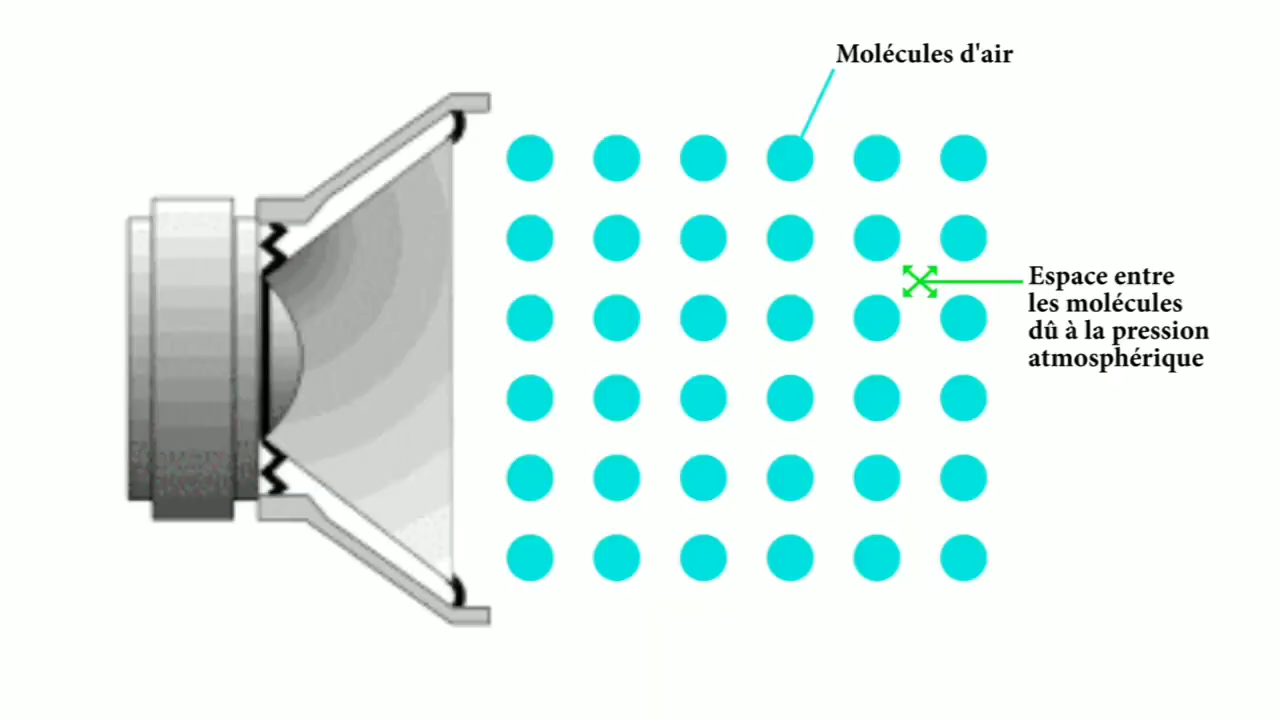 Molécules d'air
Espace entre
les molécules
dû à la pression
atmosphérique